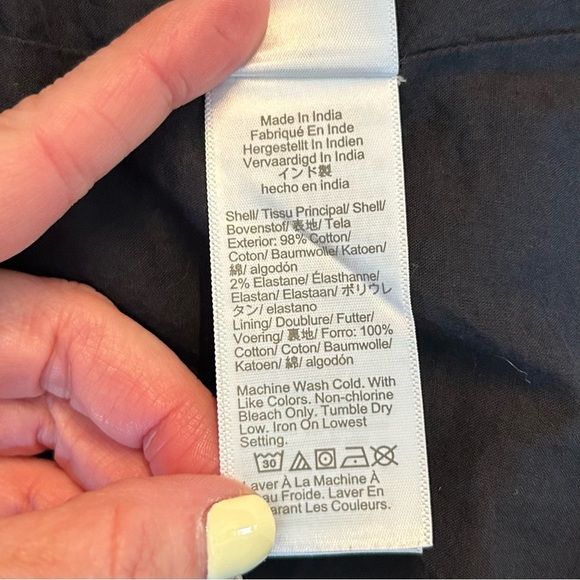 Made In India
Fabriqué En Inde
Hergestellt In Indien
Vervaardigd In India
インド製
hecho en india
Shell/ Tissu Principal/ Shell/
Bovenstof/ 表地/ Tela
Exterior: 98% Cotton/
Coton/ Baumwolle/ Katoen/
綿/ algodón
2% Elastane/ Élasthanne/
Elastan/ Elastaan/ ポリウレ
タン/ elastano
Lining/ Doublure/ Futter/
Voering/ 裏地/ Forro: 100%
Cotton/ Coton/ Baumwolle/
Katoen/ 綿/ algodón
Machine Wash Cold. With
Like Colors. Non-chlorine
Bleach Only. Tumble Dry
Low. Iron On Lowest
Setting.
30
Laver À La Machine À
Froide. Laver En
Les Couleurs.